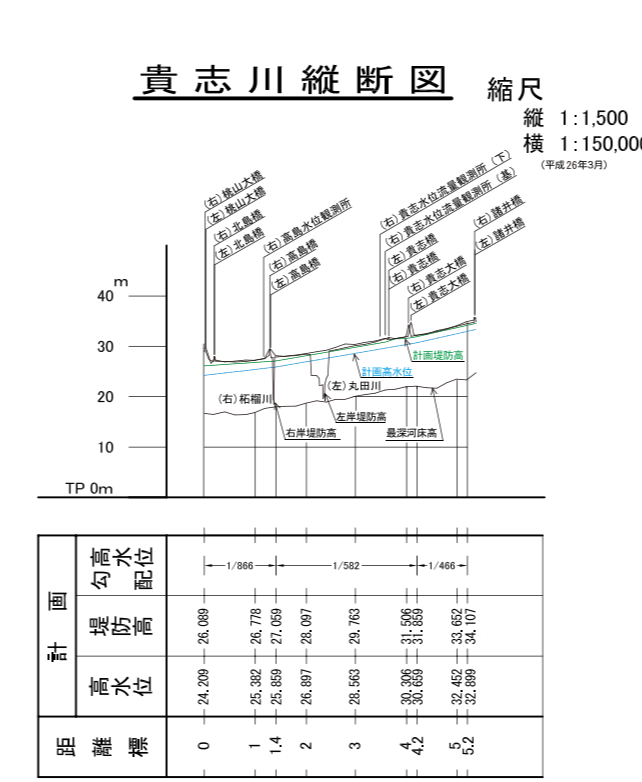 貴志川縦断図
縮尺
縦 1:1,500
横 1:150,000
(平成26年3月)
(右)桃山大橋
(左)桃山大橋
(右)北島橋
(左)北島橋
(右)高島水位観測所
(右)高島橋
(左)高島橋
(右)貴志水位流量観測所(下)
(右)貴志水位流量観測所(基)
(左)貴志橋
(右)貴志橋
(右)貴志大橋
(左)貴志大橋
(右)諸井橋
(左)諸井橋
m
40
30
20
10
TP 0m
計画堤防高
計画高水位
(左)丸田川
(右)柘榴川
左岸堤防高
右岸堤防高
最深河床高
計画
高水位勾配
1/866 1/582 1/466
堤防高
26.089 26.778 27.059 28.097 29.763 31.506 31.859 33.652 34.107
高水位
24.209 25.382 25.859 26.897 28.563 30.306 30.659 32.452 32.899
距離標
0 1 1.4 2 3 4 4.2 5 5.2